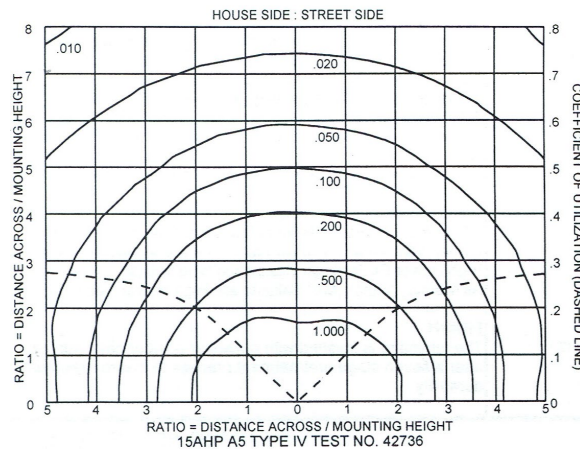 HOUSE SIDE : STREET SIDE
8 .8
.010
.020
7 .7
6 .6
.050
5 .5
.100
4 .4
.200
3 .3
.500
2 .2
1.000
1 .1
0 .0
5 4 3 2 1 0 1 2 3 4 5
RATIO = DISTANCE ACROSS / MOUNTING HEIGHT
COEFFICIENT OF UTILIZATION (DASHED LINE)
RATIO = DISTANCE ACROSS / MOUNTING HEIGHT
15AHP A5 TYPE IV TEST NO. 42736